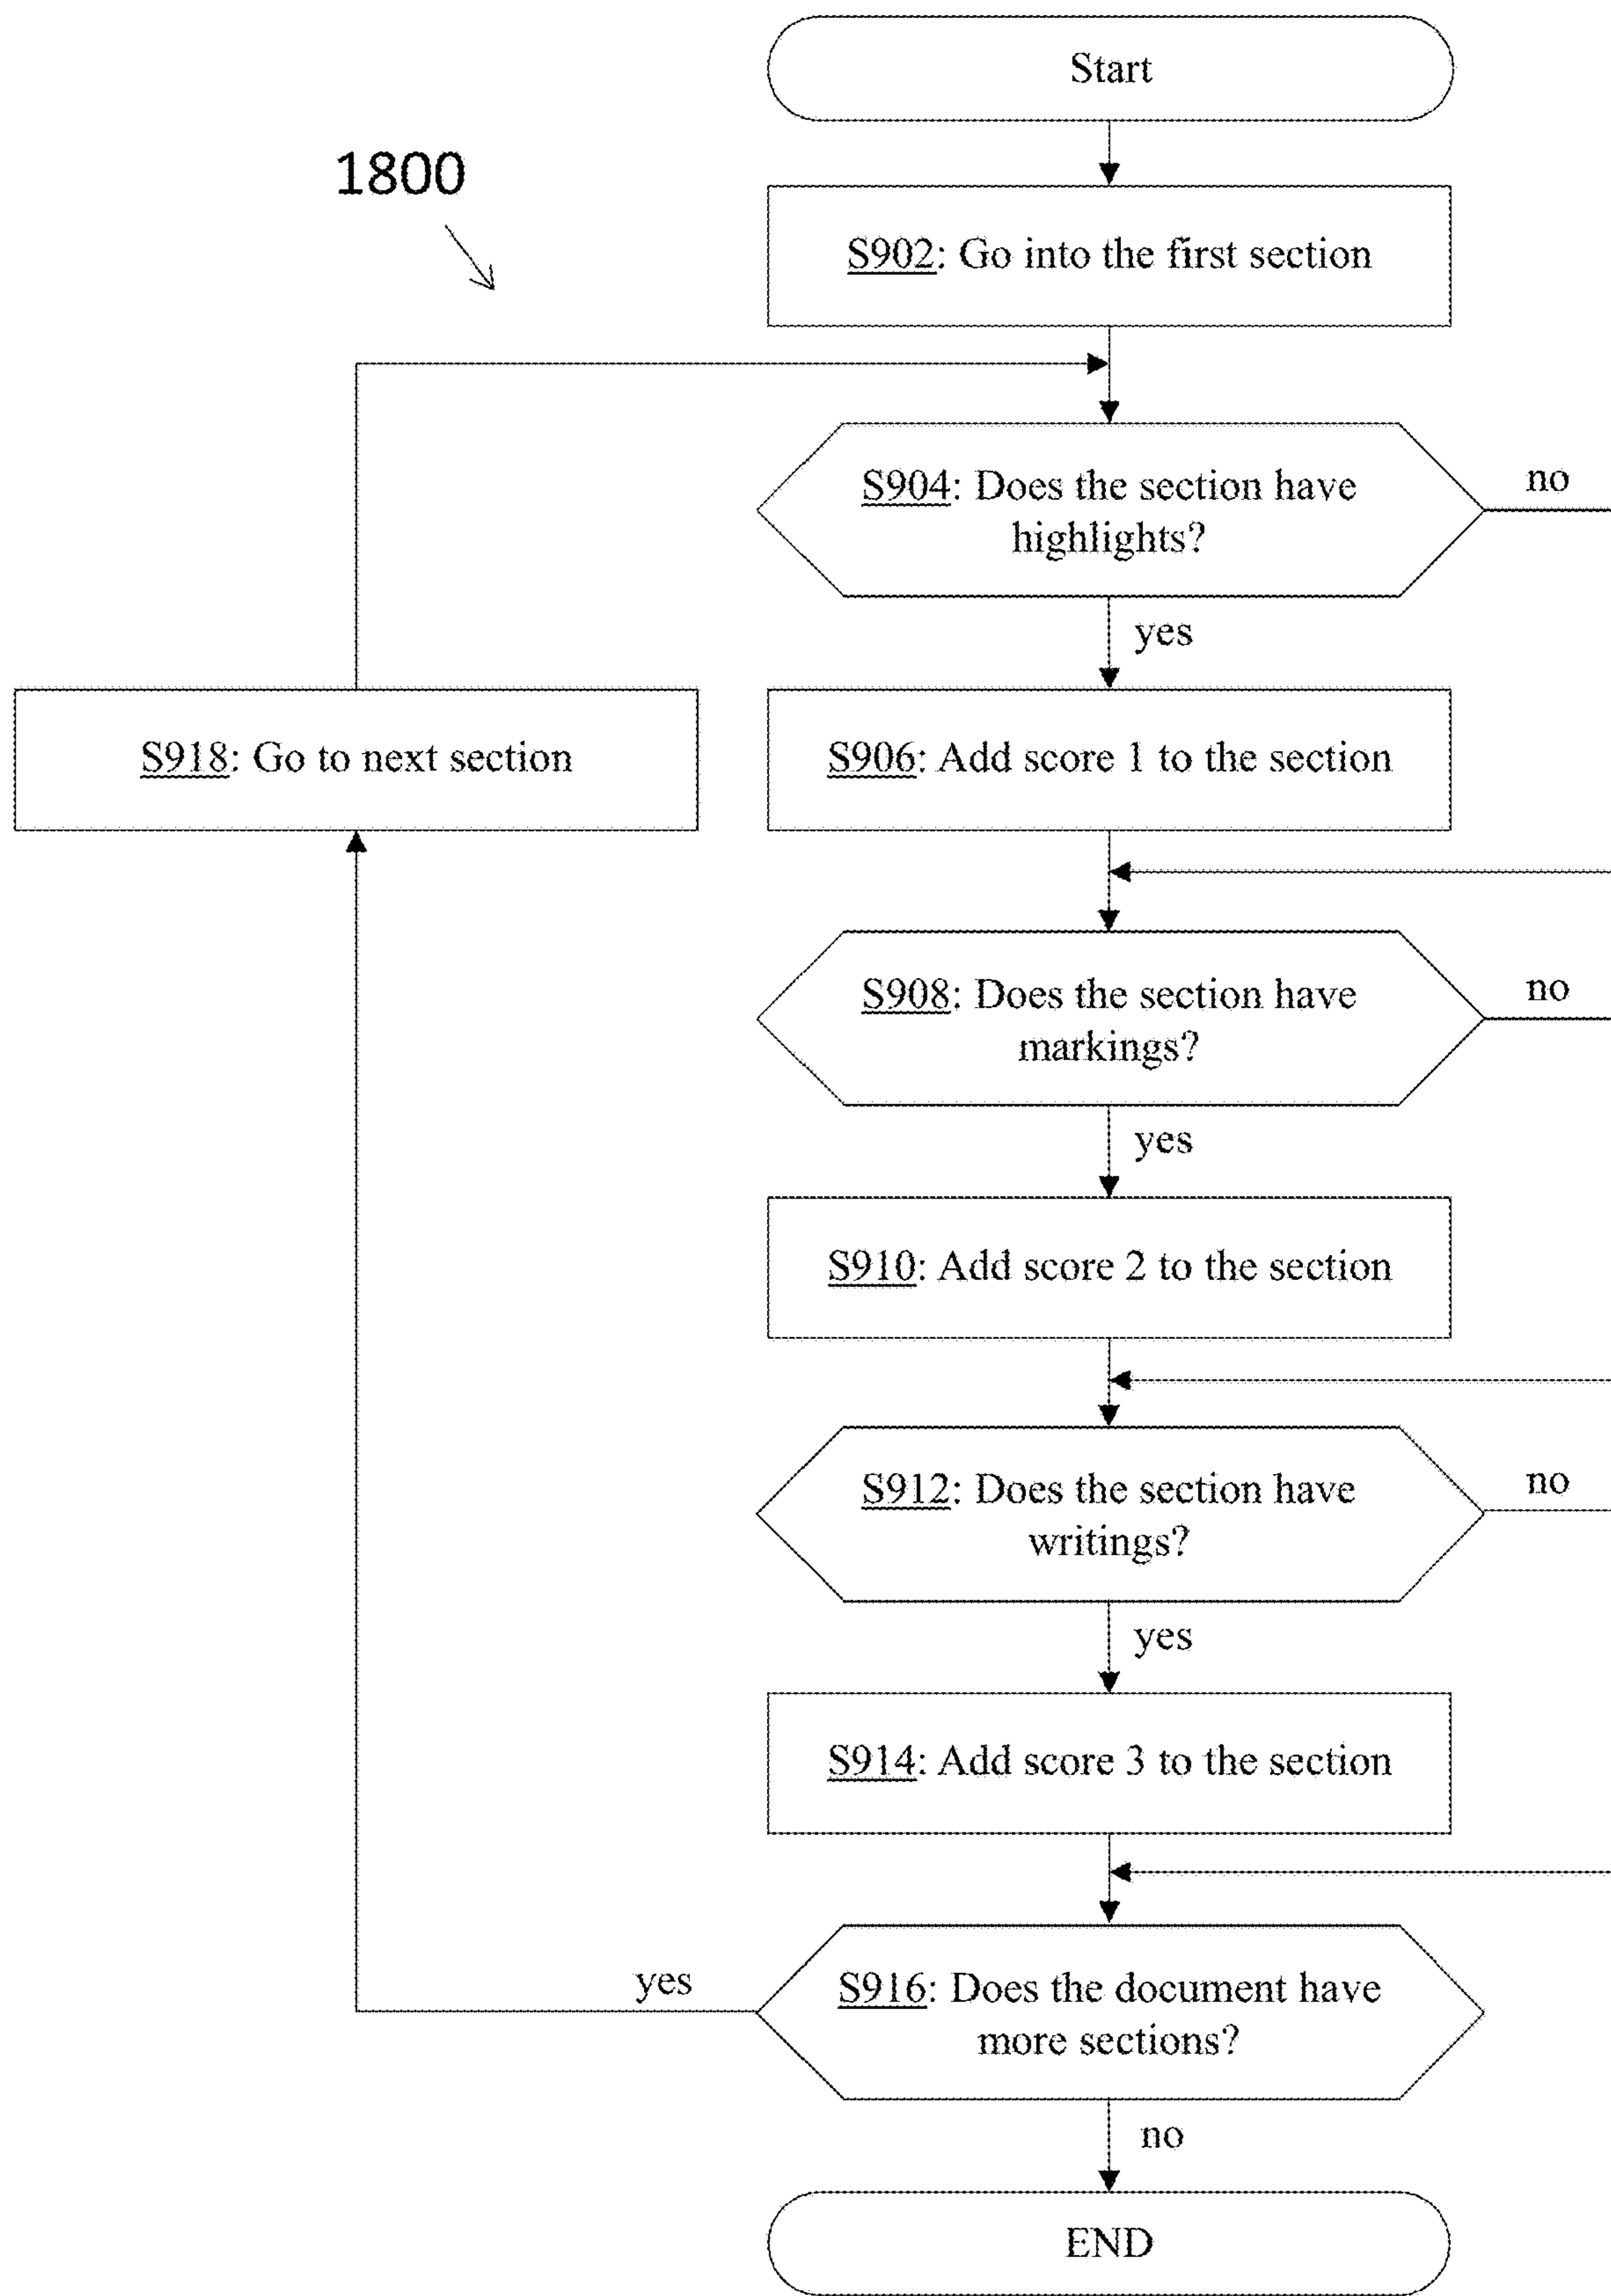 Start
1800
S902: Go into the first section
S904: Does the section have
highlights?
no
yes
S918: Go to next section
S906: Add score 1 to the section
S908: Does the section have
markings?
no
yes
S910: Add score 2 to the section
S912: Does the section have
writings?
no
yes
S914: Add score 3 to the section
yes
S916: Does the document have
more sections?
no
END